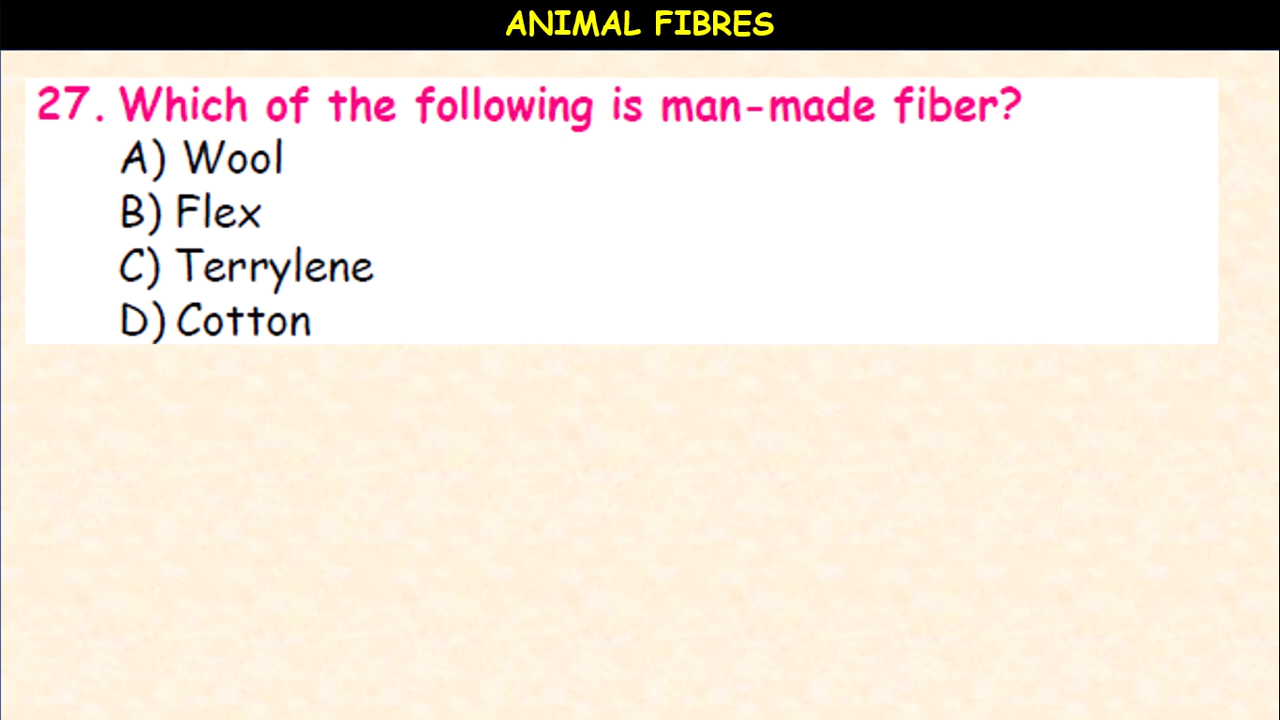 ANIMAL FIBRES
27. Which of the following is man-made fiber?
A) Wool
B) Flex
C) Terrylene
D) Cotton